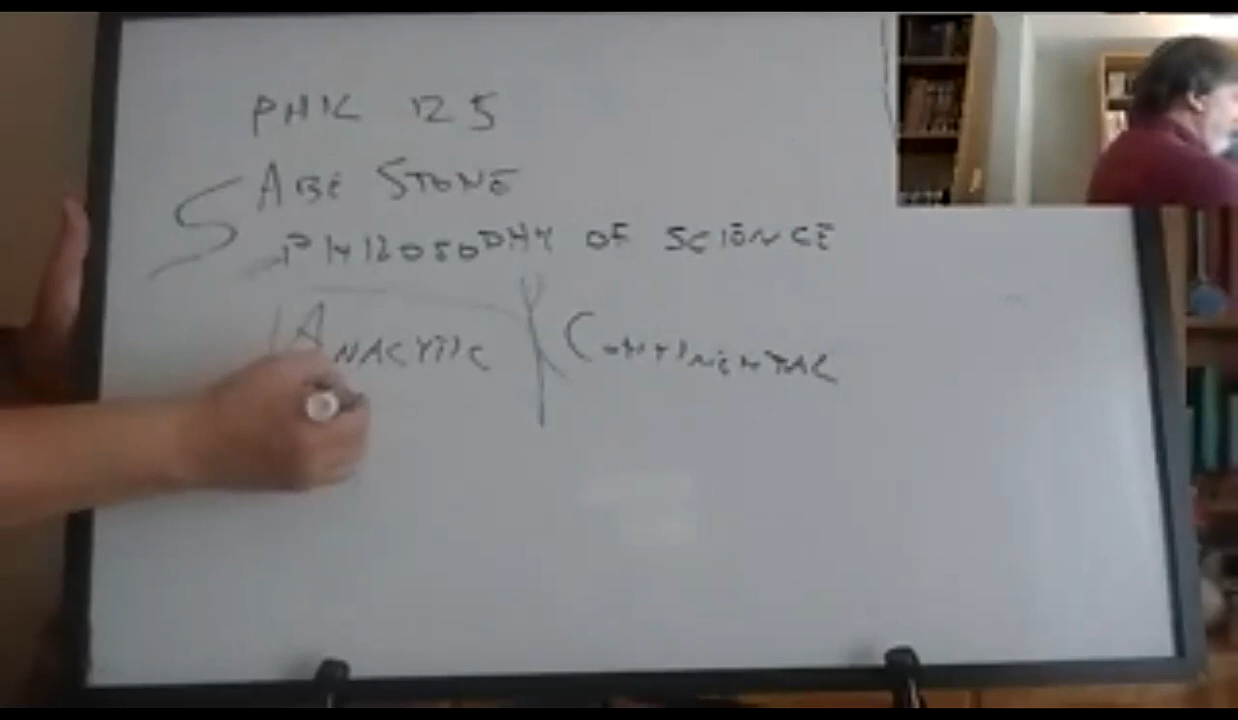 PHIL 125
ABE STONE
PHILOSOPHY OF SCIENCE
ANALYTIC CONTINENTAL